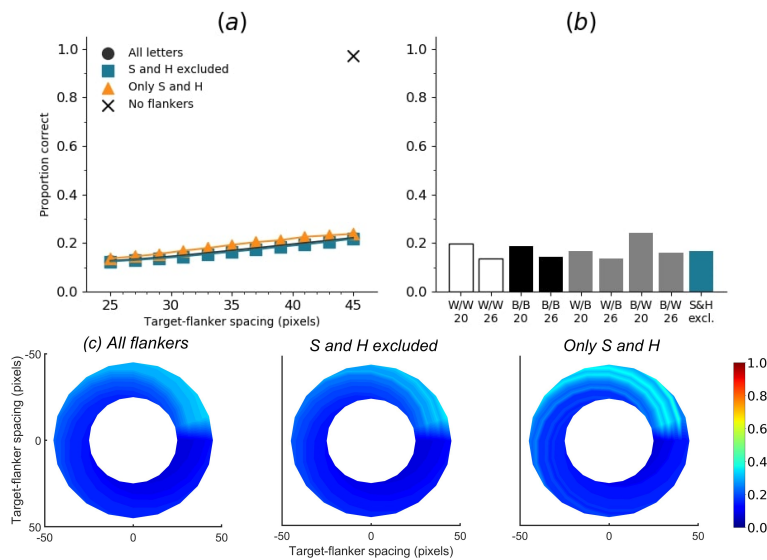 (a)
All letters
S and H excluded
Only S and H
No flankers
1.0
0.8
0.6
0.4
0.2
0.0
Proportion correct
25 30 35 40 45
Target-flanker spacing (pixels)
(b)
1.0
0.8
0.6
0.4
0.2
0.0
W/W W/W B/B B/B W/B W/B B/W B/W S&H
20 26 20 26 20 26 20 26 excl.
(c) All flankers
S and H excluded
Only S and H
-50
0
50
Target-flanker spacing (pixels)
-50 0 50
-50 0 50
-50 0 50
Target-flanker spacing (pixels)
1.0
0.8
0.6
0.4
0.2
0.0